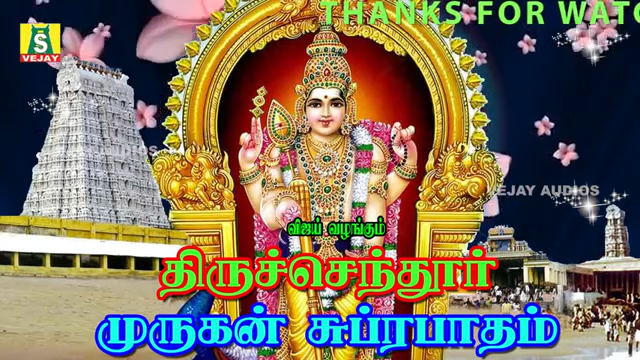 THANKS FOR WATC
S
VEJAY
VEJAY AUDIOS
விஜய் வழங்கும்
திருச்செந்தூர்
முருகன் சுப்ரபாதம்